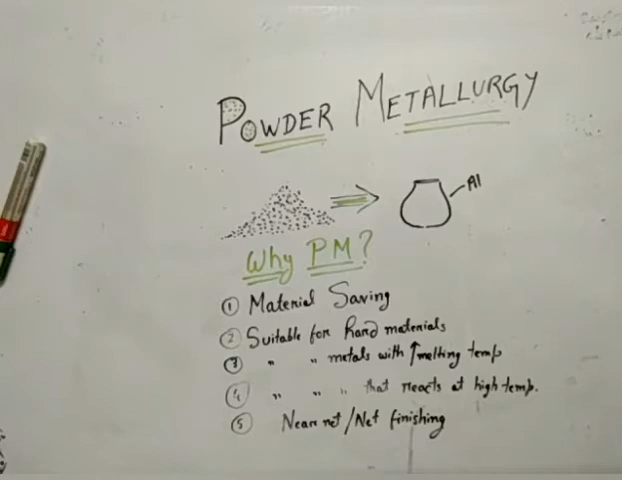 POWDER METALLURGY
Al
Why PM?
① Material Saving
② Suitable for hard materials
③ " " metals with ↑melting temp
④ " " " that reacts at high temp.
⑤ Near net/Net finishing